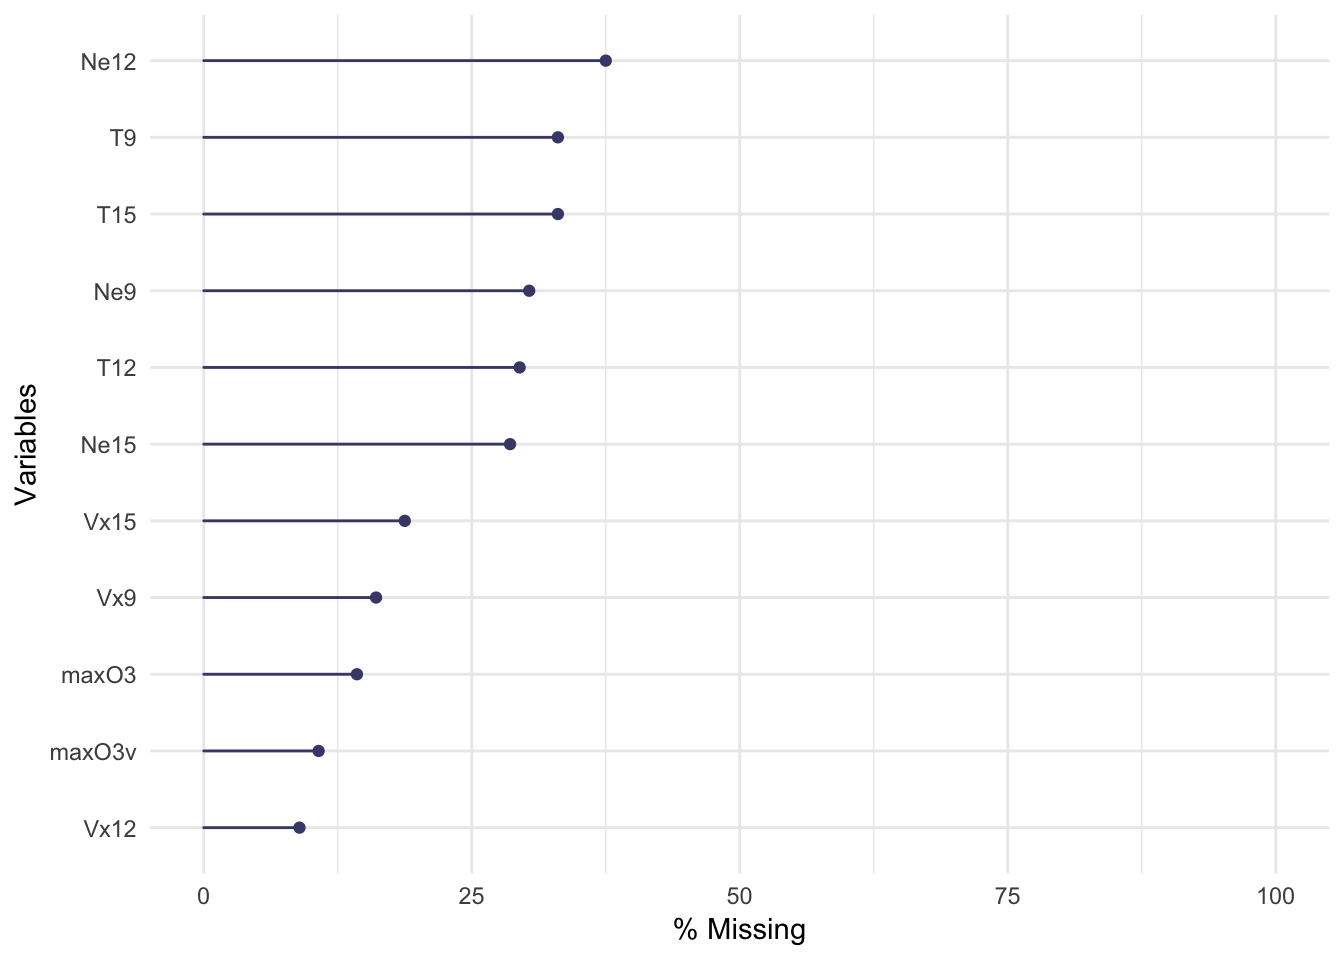 Ne12
T9
T15
Ne9
T12
Ne15
Vx15
Vx9
maxO3
maxO3v
Vx12
Variables
0 25 50 75 100
% Missing